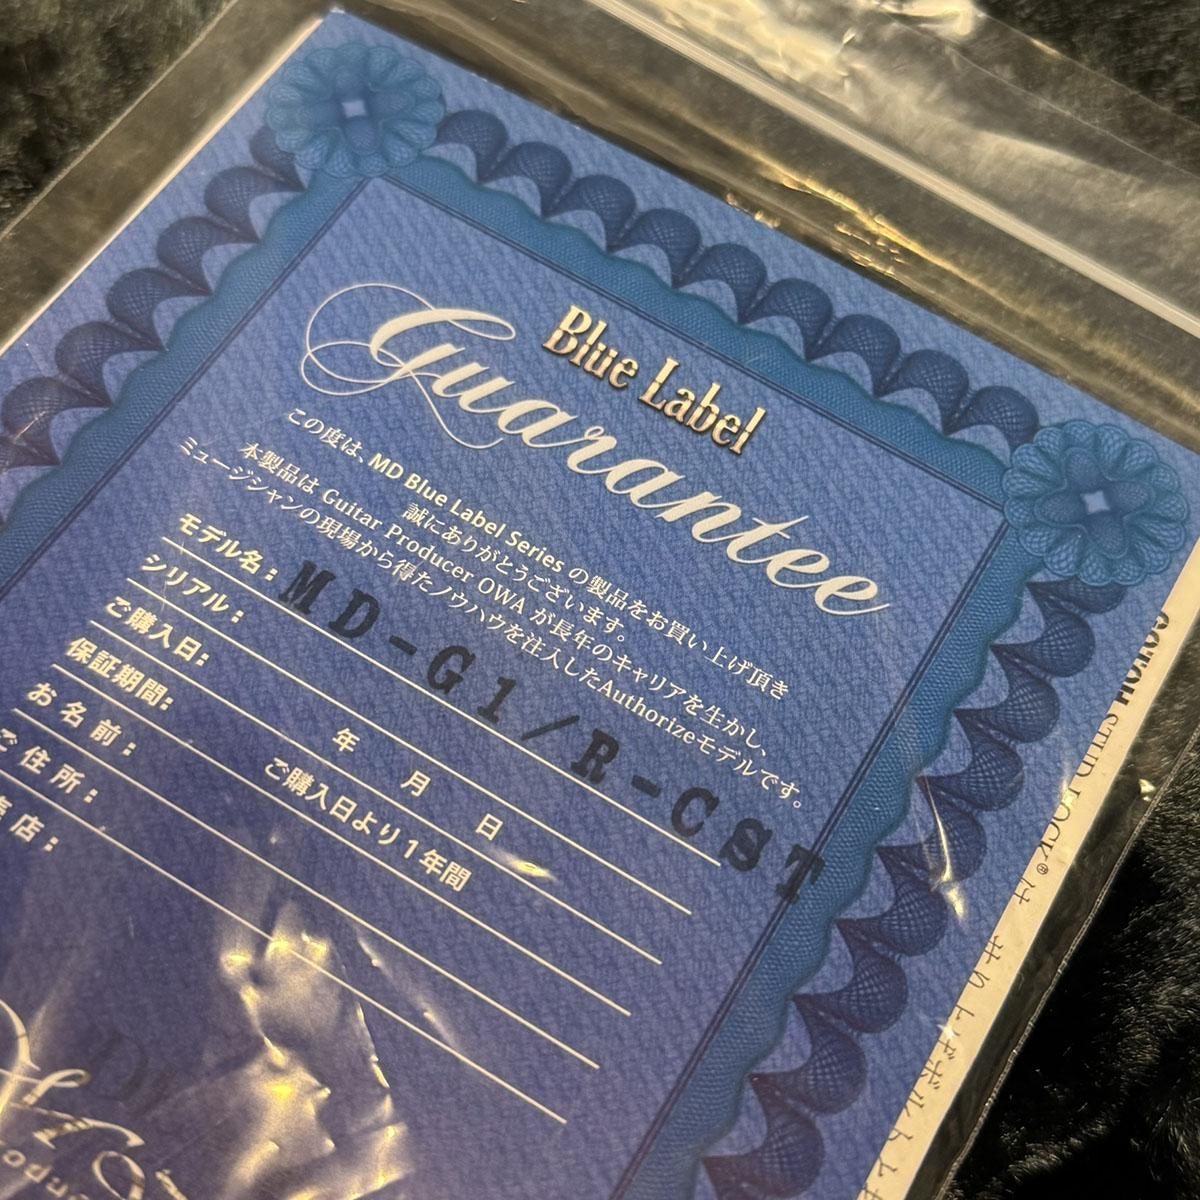 Blue Label
Guarantee
この度は、MD Blue Label Series の製品をお買い上げ頂き
誠にありがとうございます。
本製品は Guitar Producer OWA が長年のキャリアを生かし、
ミュージシャンの現場から得たノウハウを注入したAuthorizeモデルです。
モデル名: MD-G1/R-CST
シリアル:
ご購入日: 年 月 日
保証期間: ご購入日より1年間
お名前:
ご住所:
店:
STUD LOCK® は